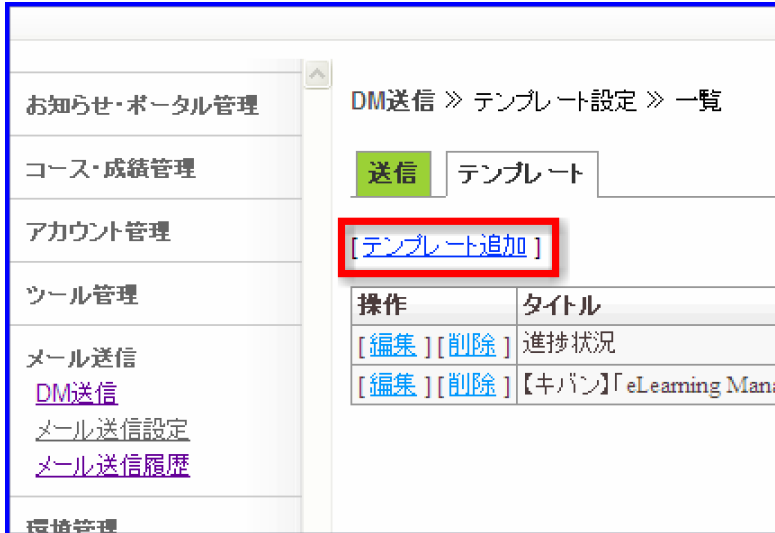 お知らせ・ポータル管理
コース・成績管理
アカウント管理
ツール管理
メール送信
DM送信
メール送信設定
メール送信履歴
環境管理
DM送信 ≫ テンプレート設定 ≫ 一覧
送信 テンプレート
[ テンプレート追加 ]
操作 タイトル
[ 編集 ][ 削除 ] 進捗状況
[ 編集 ][ 削除 ] 【キバン】「eLearning Mana